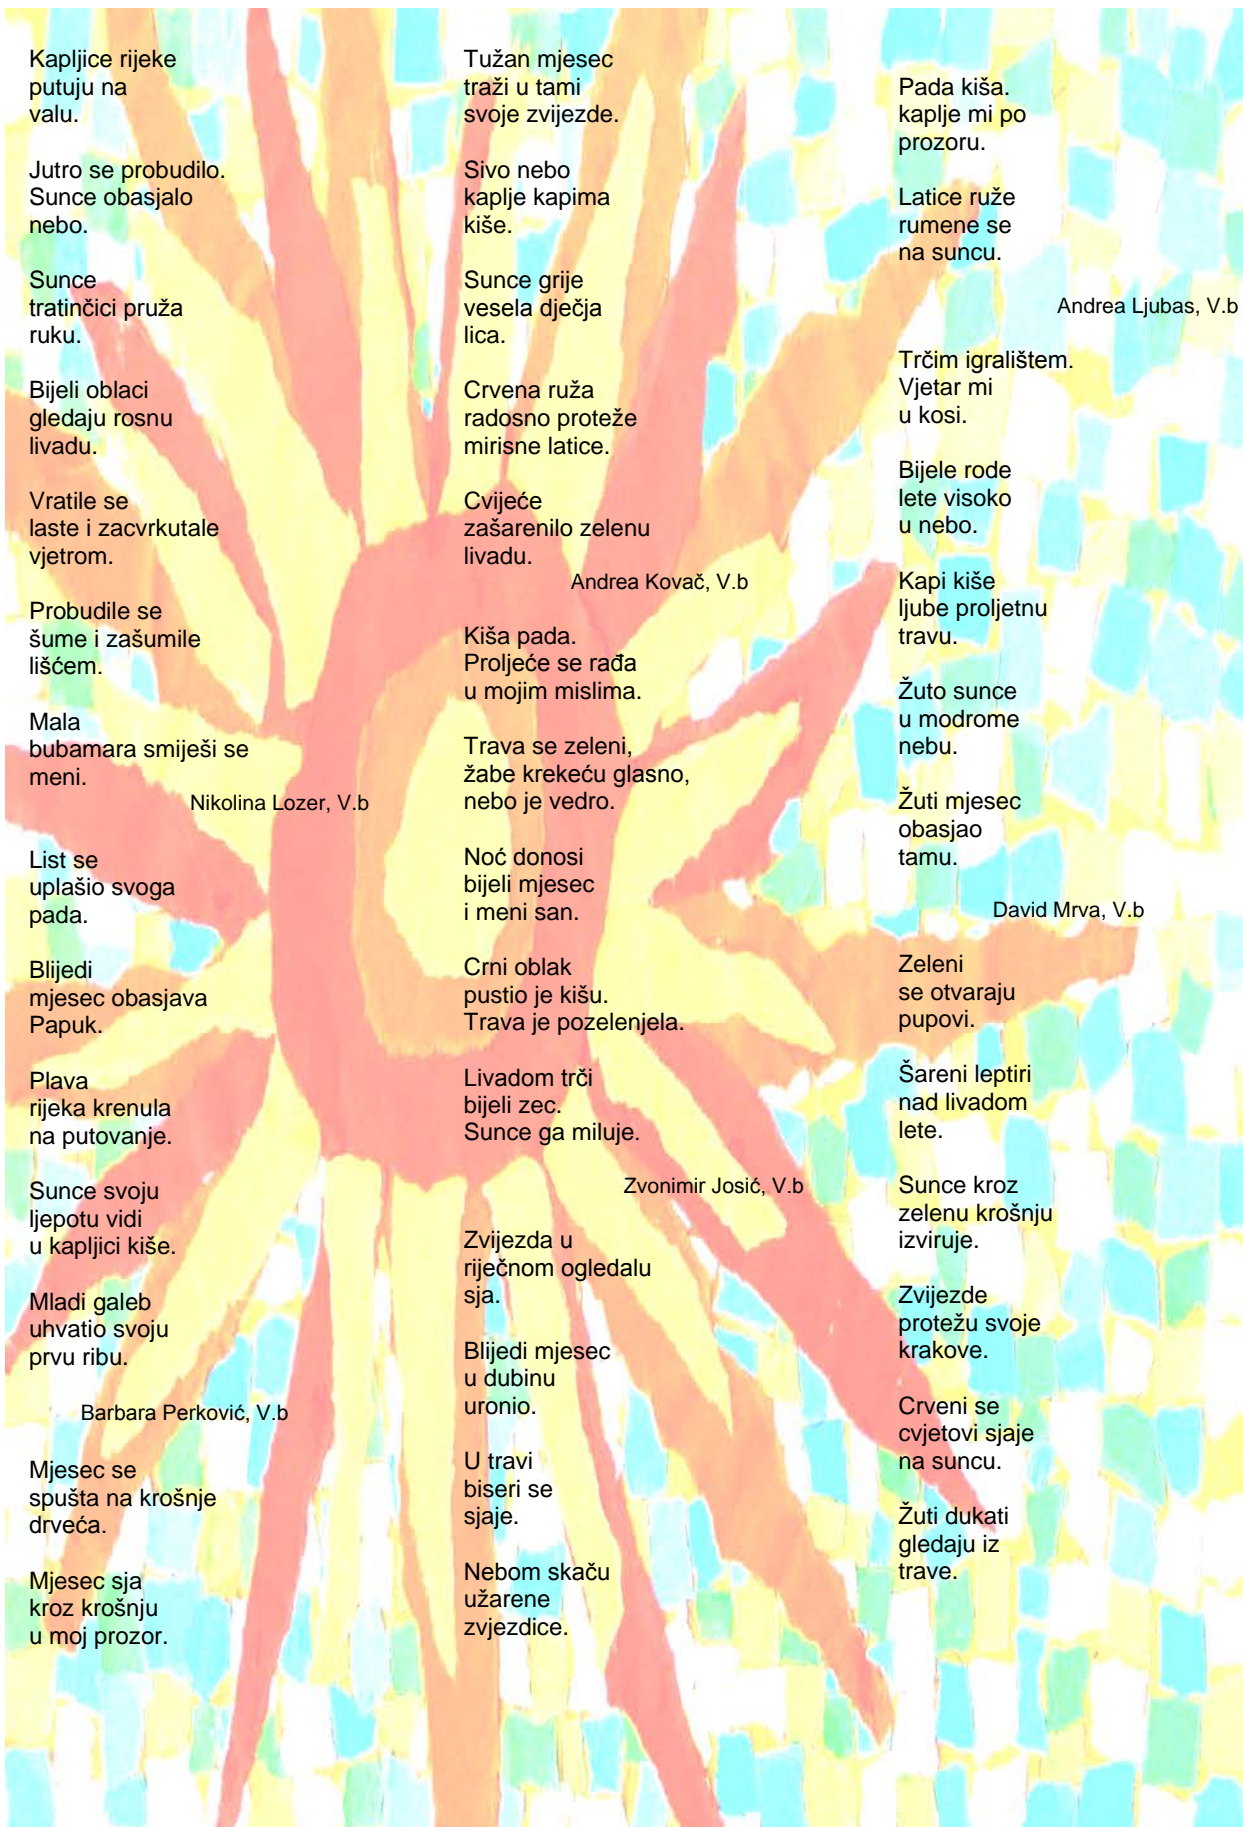 Kapljice rijeke
putuju na
valu.

Jutro se probudilo.
Sunce obasjalo
nebo.

Sunce
tratinčici pruža
ruku.

Bijeli oblaci
gledaju rosnu
livadu.

Vratile se
laste i zacvrkutale
vjetrom.

Probudile se
šume i zašumile
lišćem.

Mala
bubamara smiješi se
meni.
Nikolina Lozer, V.b

List se
uplašio svoga
pada.

Blijedi
mjesec obasjava
Papuk.

Plava
rijeka krenula
na putovanje.

Sunce svoju
ljepotu vidi
u kapljici kiše.

Mladi galeb
uhvatio svoju
prvu ribu.

Barbara Perković, V.b

Mjesec se
spušta na krošnje
drveća.

Mjesec sja
kroz krošnju
u moj prozor.

Tužan mjesec
traži u tami
svoje zvijezde.

Sivo nebo
kaplje kapima
kiše.

Sunce grije
vesela dječja
lica.

Crvena ruža
radosno proteže
mirisne latice.

Cvijeće
zašarenilo zelenu
livadu.
Andrea Kovač, V.b

Kiša pada.
Proljeće se rađa
u mojim mislima.

Trava se zeleni,
žabe krekeću glasno,
nebo je vedro.

Noć donosi
bijeli mjesec
i meni san.

Crni oblak
pustio je kišu.
Trava je pozelenjela.

Livadom trči
bijeli zec.
Sunce ga miluje.

Zvonimir Josić, V.b

Zvijezda u
riječnom ogledalu
sja.

Blijedi mjesec
u dubinu
uronio.

U travi
biseri se
sjaje.

Nebom skaču
užarene
zvjezdice.

Pada kiša.
kaplje mi po
prozoru.

Latice ruže
rumene se
na suncu.

Andrea Ljubas, V.b

Trčim igralištem.
Vjetar mi
u kosi.

Bijele rode
lete visoko
u nebo.

Kapi kiše
ljube proljetnu
travu.

Žuto sunce
u modrome
nebu.

Žuti mjesec
obasjao
tamu.

David Mrva, V.b

Zeleni
se otvaraju
pupovi.

Šareni leptiri
nad livadom
lete.

Sunce kroz
zelenu krošnju
izviruje.

Zvijezde
protežu svoje
krakove.

Crveni se
cvjetovi sjaje
na suncu.

Žuti dukati
gledaju iz
trave.